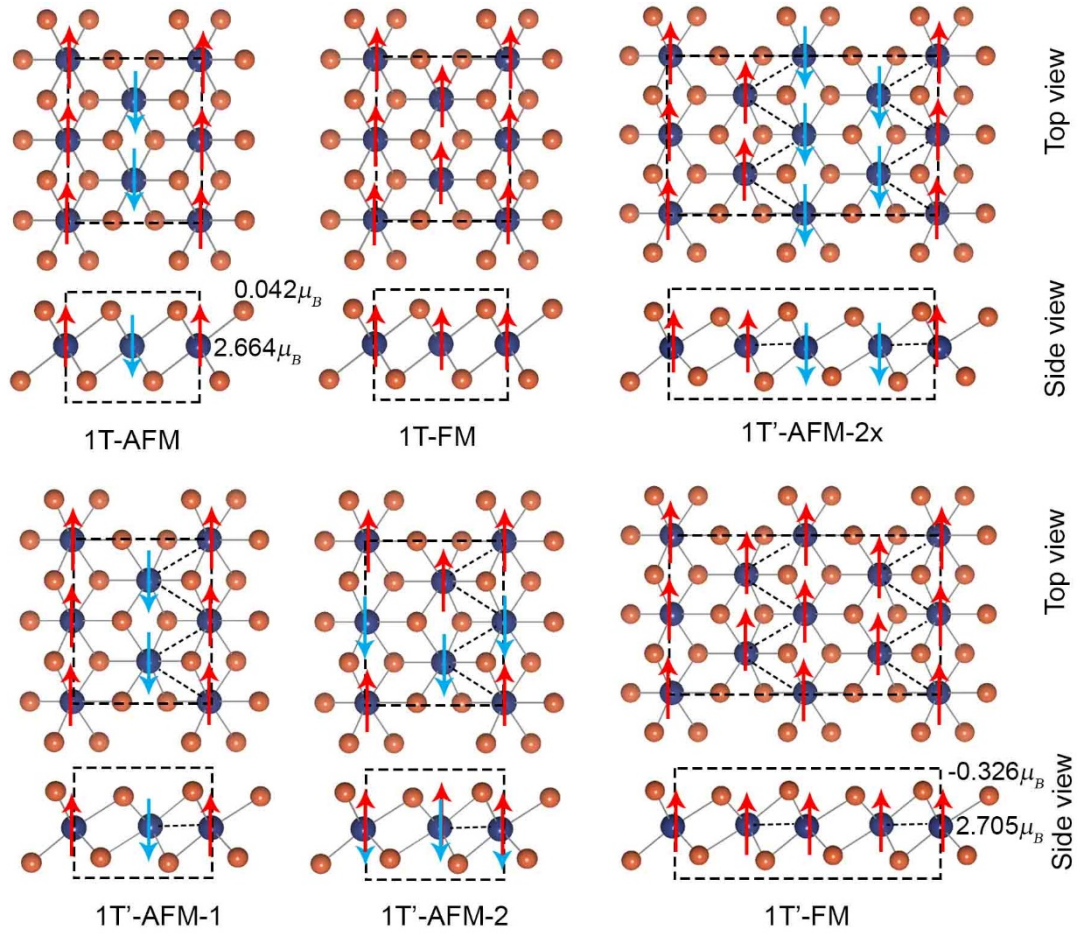 Top view
0.042μB
2.664μB
Side view
1T-AFM
1T-FM
1T'-AFM-2x
Top view
-0.326μB
2.705μB
Side view
1T'-AFM-1
1T'-AFM-2
1T'-FM